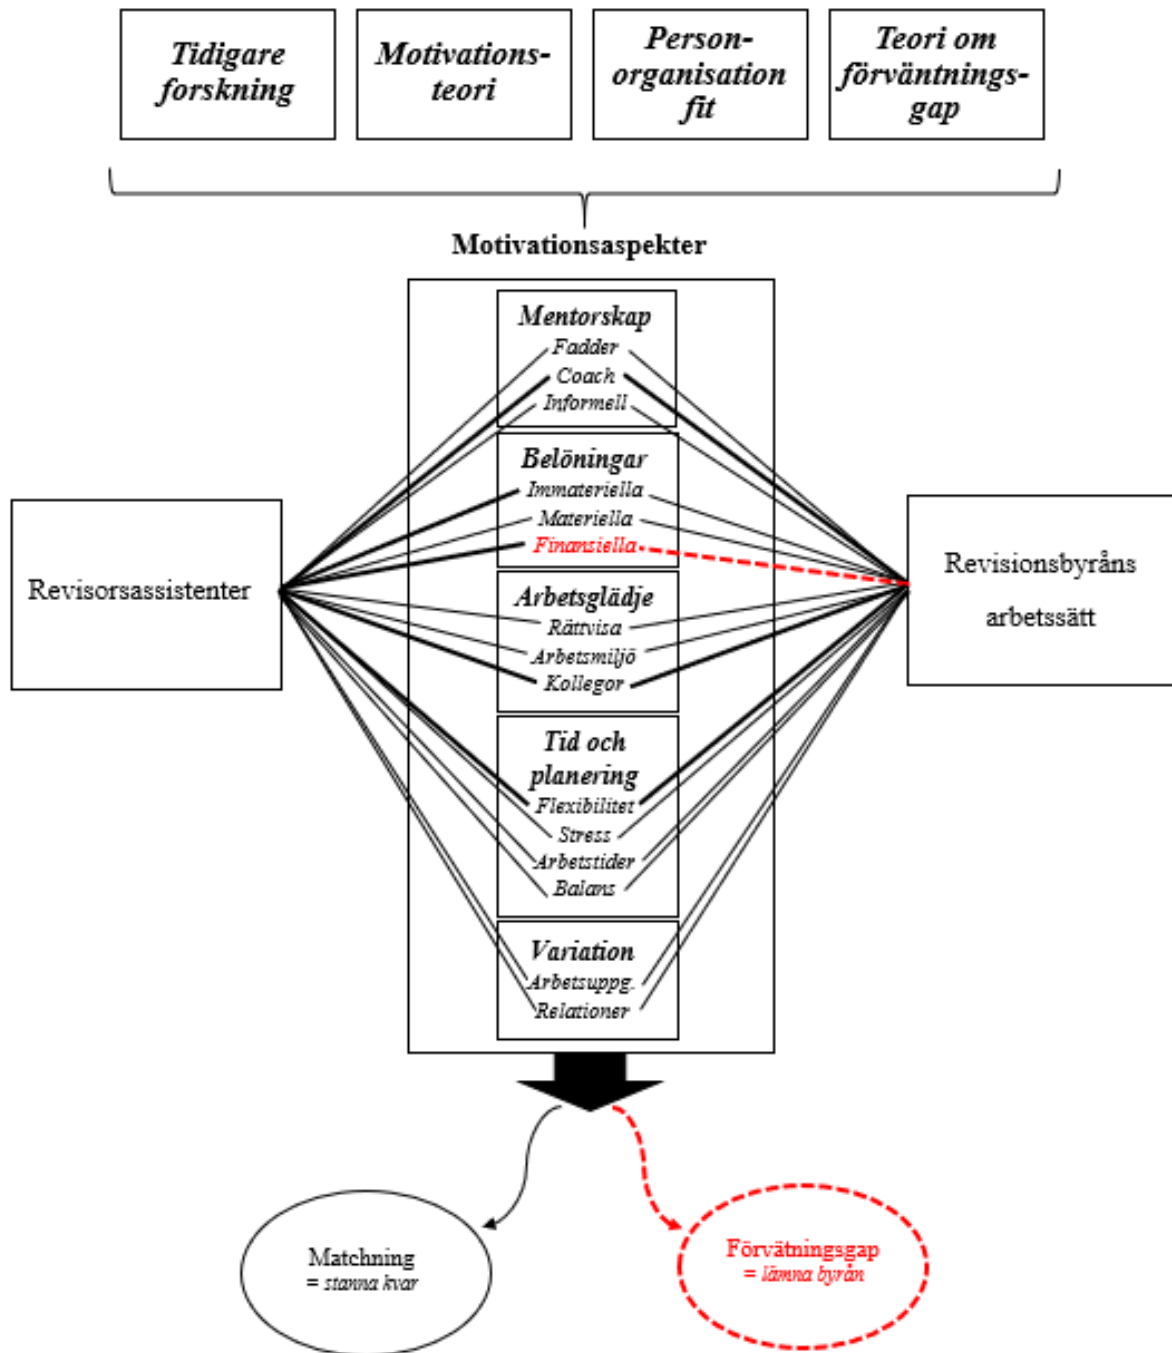 Tidigare
forskning
Motivations-
teori
Person-
organisation
fit
Teori om
förväntnings-
gap
Motivationsaspekter
Mentorskap
Fadder
Coach
Informell
Belöningar
Immateriella
Materiella
Finansiella
Arbetsglädje
Rättvisa
Arbetsmiljö
Kollegor
Tid och
planering
Flexibilitet
Stress
Arbetstider
Balans
Variation
Arbetsuppg.
Relationer
Revisorsassistenter
Revisionsbyråns
arbetssätt
Matchning
= stanna kvar
Förvätningsgap
= lämna byrån